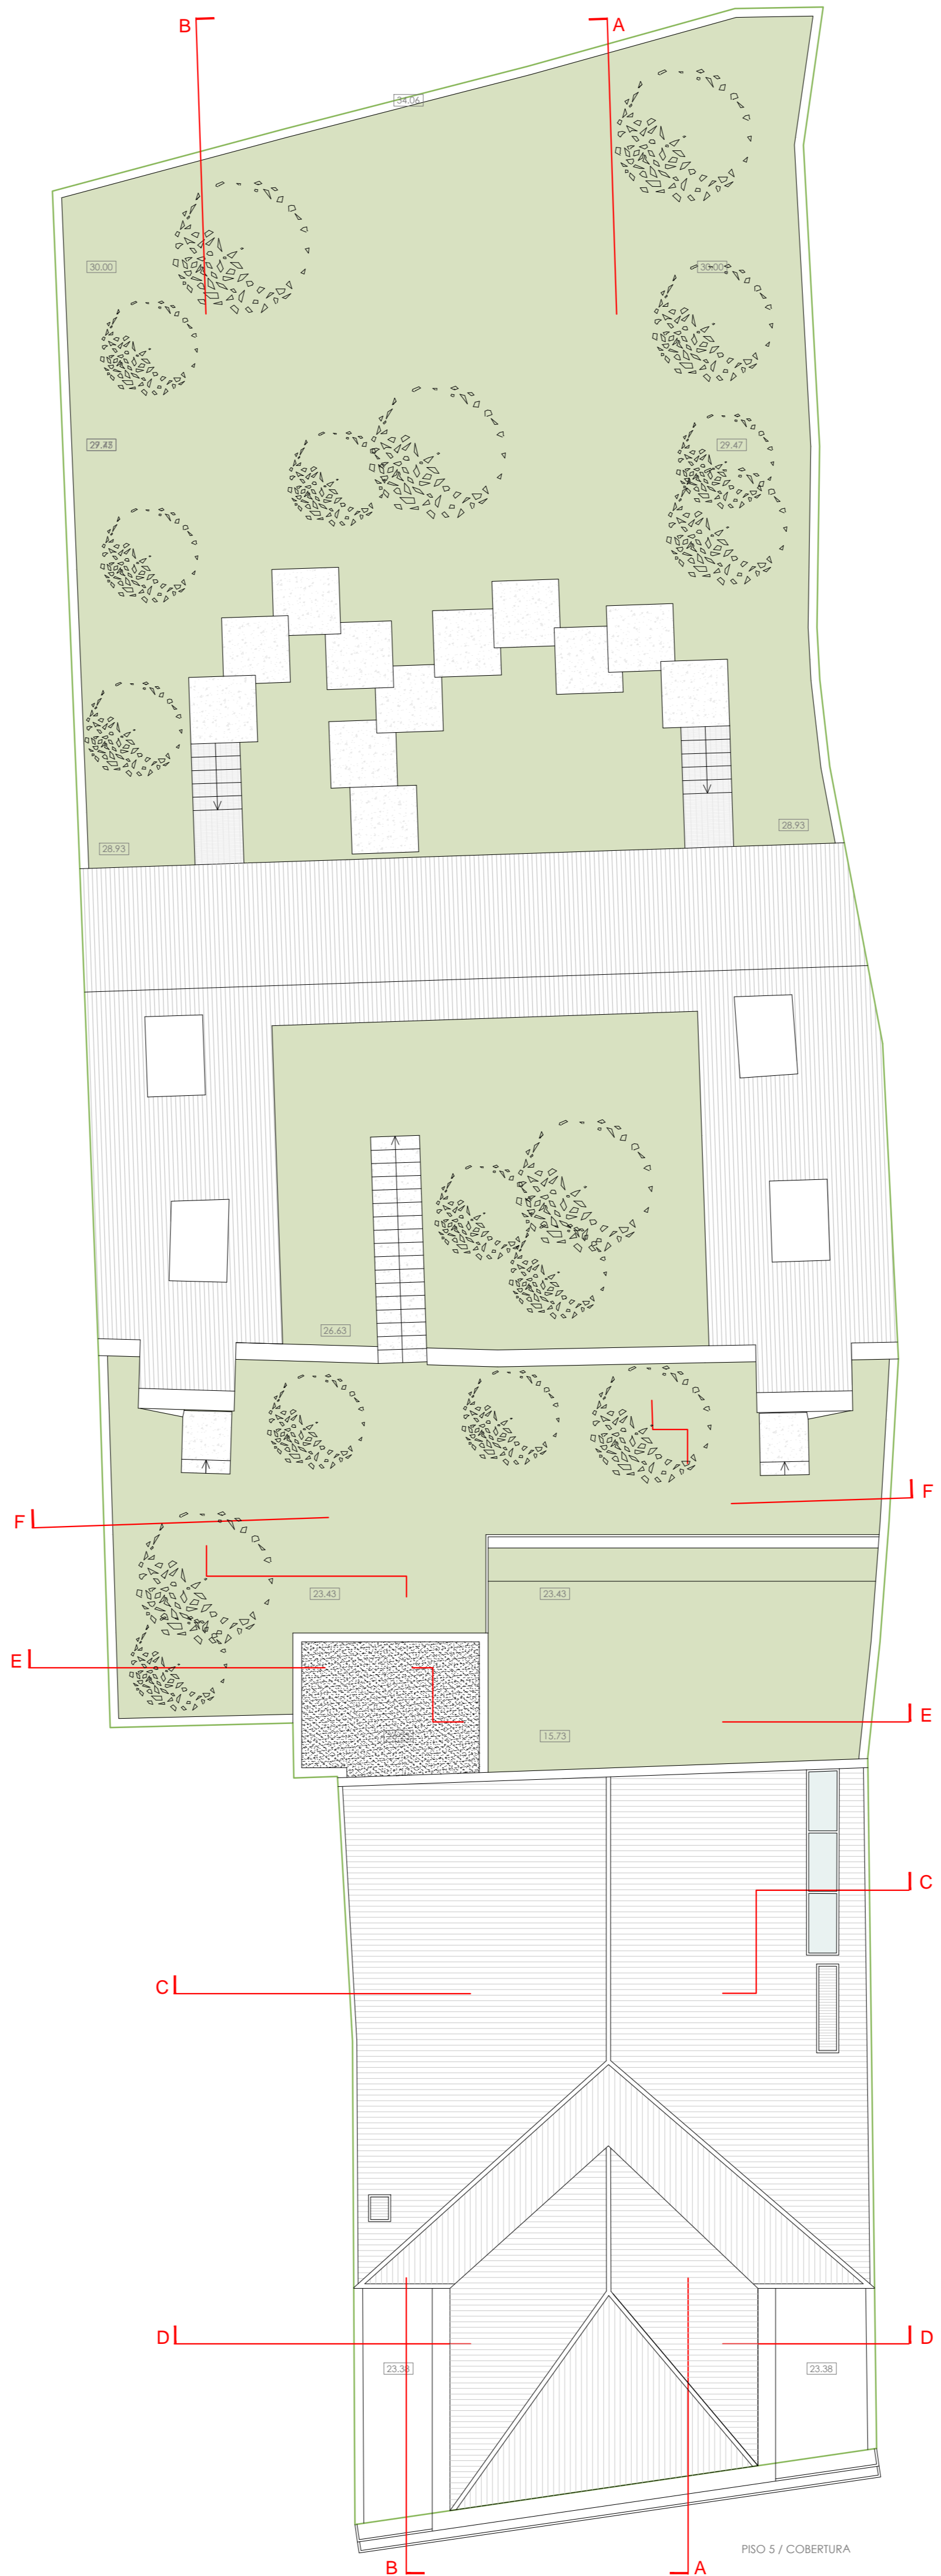 B
A
34.06
30.00
30.00
29.47
28.93
28.93
26.63
F
F
23.43
23.43
E
E
15.73
C
C
D
D
23.38
23.38
PISO 5 / COBERTURA
B
A